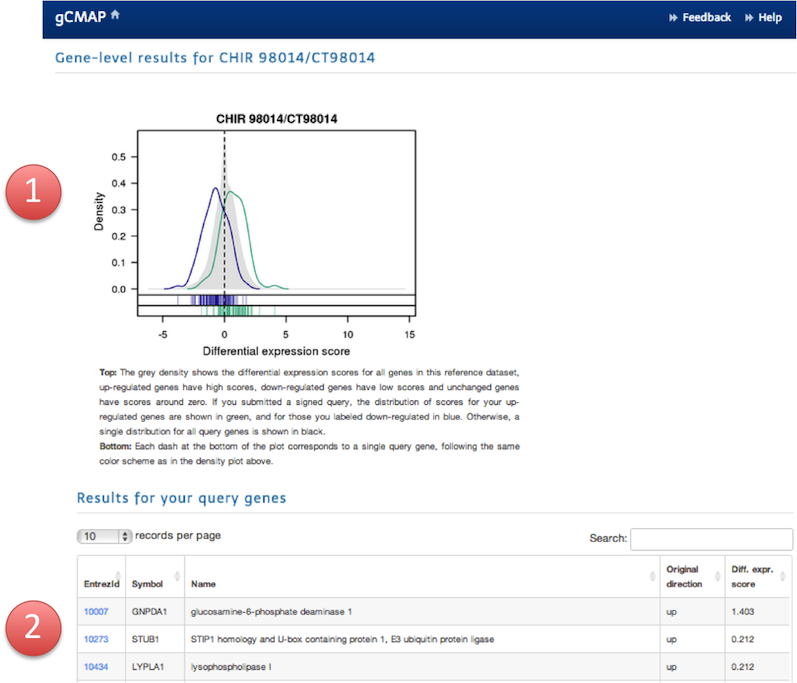 gCMAP
Feedback Help
Gene-level results for CHIR 98014/CT98014
CHIR 98014/CT98014
1
Density
0.5
0.4
0.3
0.2
0.1
0.0
-5 0 5 10 15
Differential expression score
Top: The grey density shows the differential expression scores for all genes in this reference dataset,
up-regulated genes have high scores, down-regulated genes have low scores and unchanged genes
have scores around zero. If you submitted a signed query, the distribution of scores for your up-
regulated genes are shown in green, and for those you labeled down-regulated in blue. Otherwise, a
single distribution for all query genes is shown in black.
Bottom: Each dash at the bottom of the plot corresponds to a single query gene, following the same
color scheme as in the density plot above.
Results for your query genes
10 records per page
Search:
EntrezId Symbol Name Original direction Diff. expr. score
2
10007 GNPDA1 glucosamine-6-phosphate deaminase 1 up 1.403
10273 STUB1 STIP1 homology and U-box containing protein 1, E3 ubiquitin protein ligase up 0.212
10434 LYPLA1 lysophospholipase I up 0.212